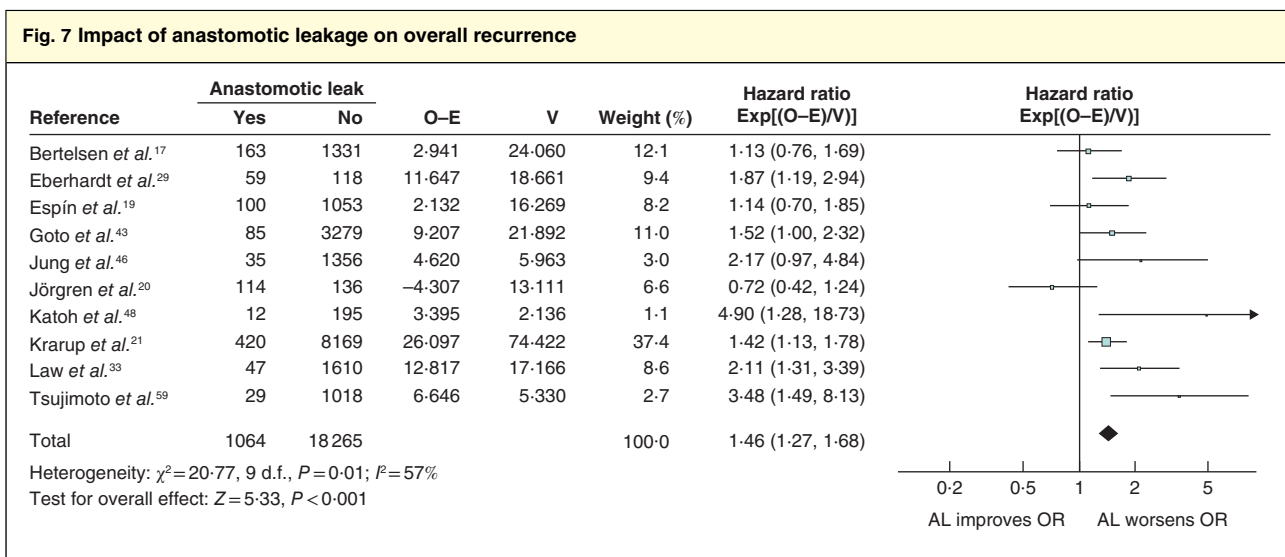 Fig. 7 Impact of anastomotic leakage on overall recurrence
Anastomotic leak Hazard ratio Hazard ratio
Reference Yes No O–E V Weight (%) Exp[(O–E)/V)] Exp[(O–E)/V)]
Bertelsen et al.17 163 1331 2·941 24·060 12·1 1·13 (0·76, 1·69)
Eberhardt et al.29 59 118 11·647 18·661 9·4 1·87 (1·19, 2·94)
Espín et al.19 100 1053 2·132 16·269 8·2 1·14 (0·70, 1·85)
Goto et al.43 85 3279 9·207 21·892 11·0 1·52 (1·00, 2·32)
Jung et al.46 35 1356 4·620 5·963 3·0 2·17 (0·97, 4·84)
Jörgren et al.20 114 136 –4·307 13·111 6·6 0·72 (0·42, 1·24)
Katoh et al.48 12 195 3·395 2·136 1·1 4·90 (1·28, 18·73)
Krarup et al.21 420 8169 26·097 74·422 37·4 1·42 (1·13, 1·78)
Law et al.33 47 1610 12·817 17·166 8·6 2·11 (1·31, 3·39)
Tsujimoto et al.59 29 1018 6·646 5·330 2·7 3·48 (1·49, 8·13)
Total 1064 18 265 100·0 1·46 (1·27, 1·68)
Heterogeneity: χ²=20·77, 9 d.f., P=0·01; I²=57%
Test for overall effect: Z=5·33, P<0·001
0·2 0·5 1 2 5
AL improves OR AL worsens OR